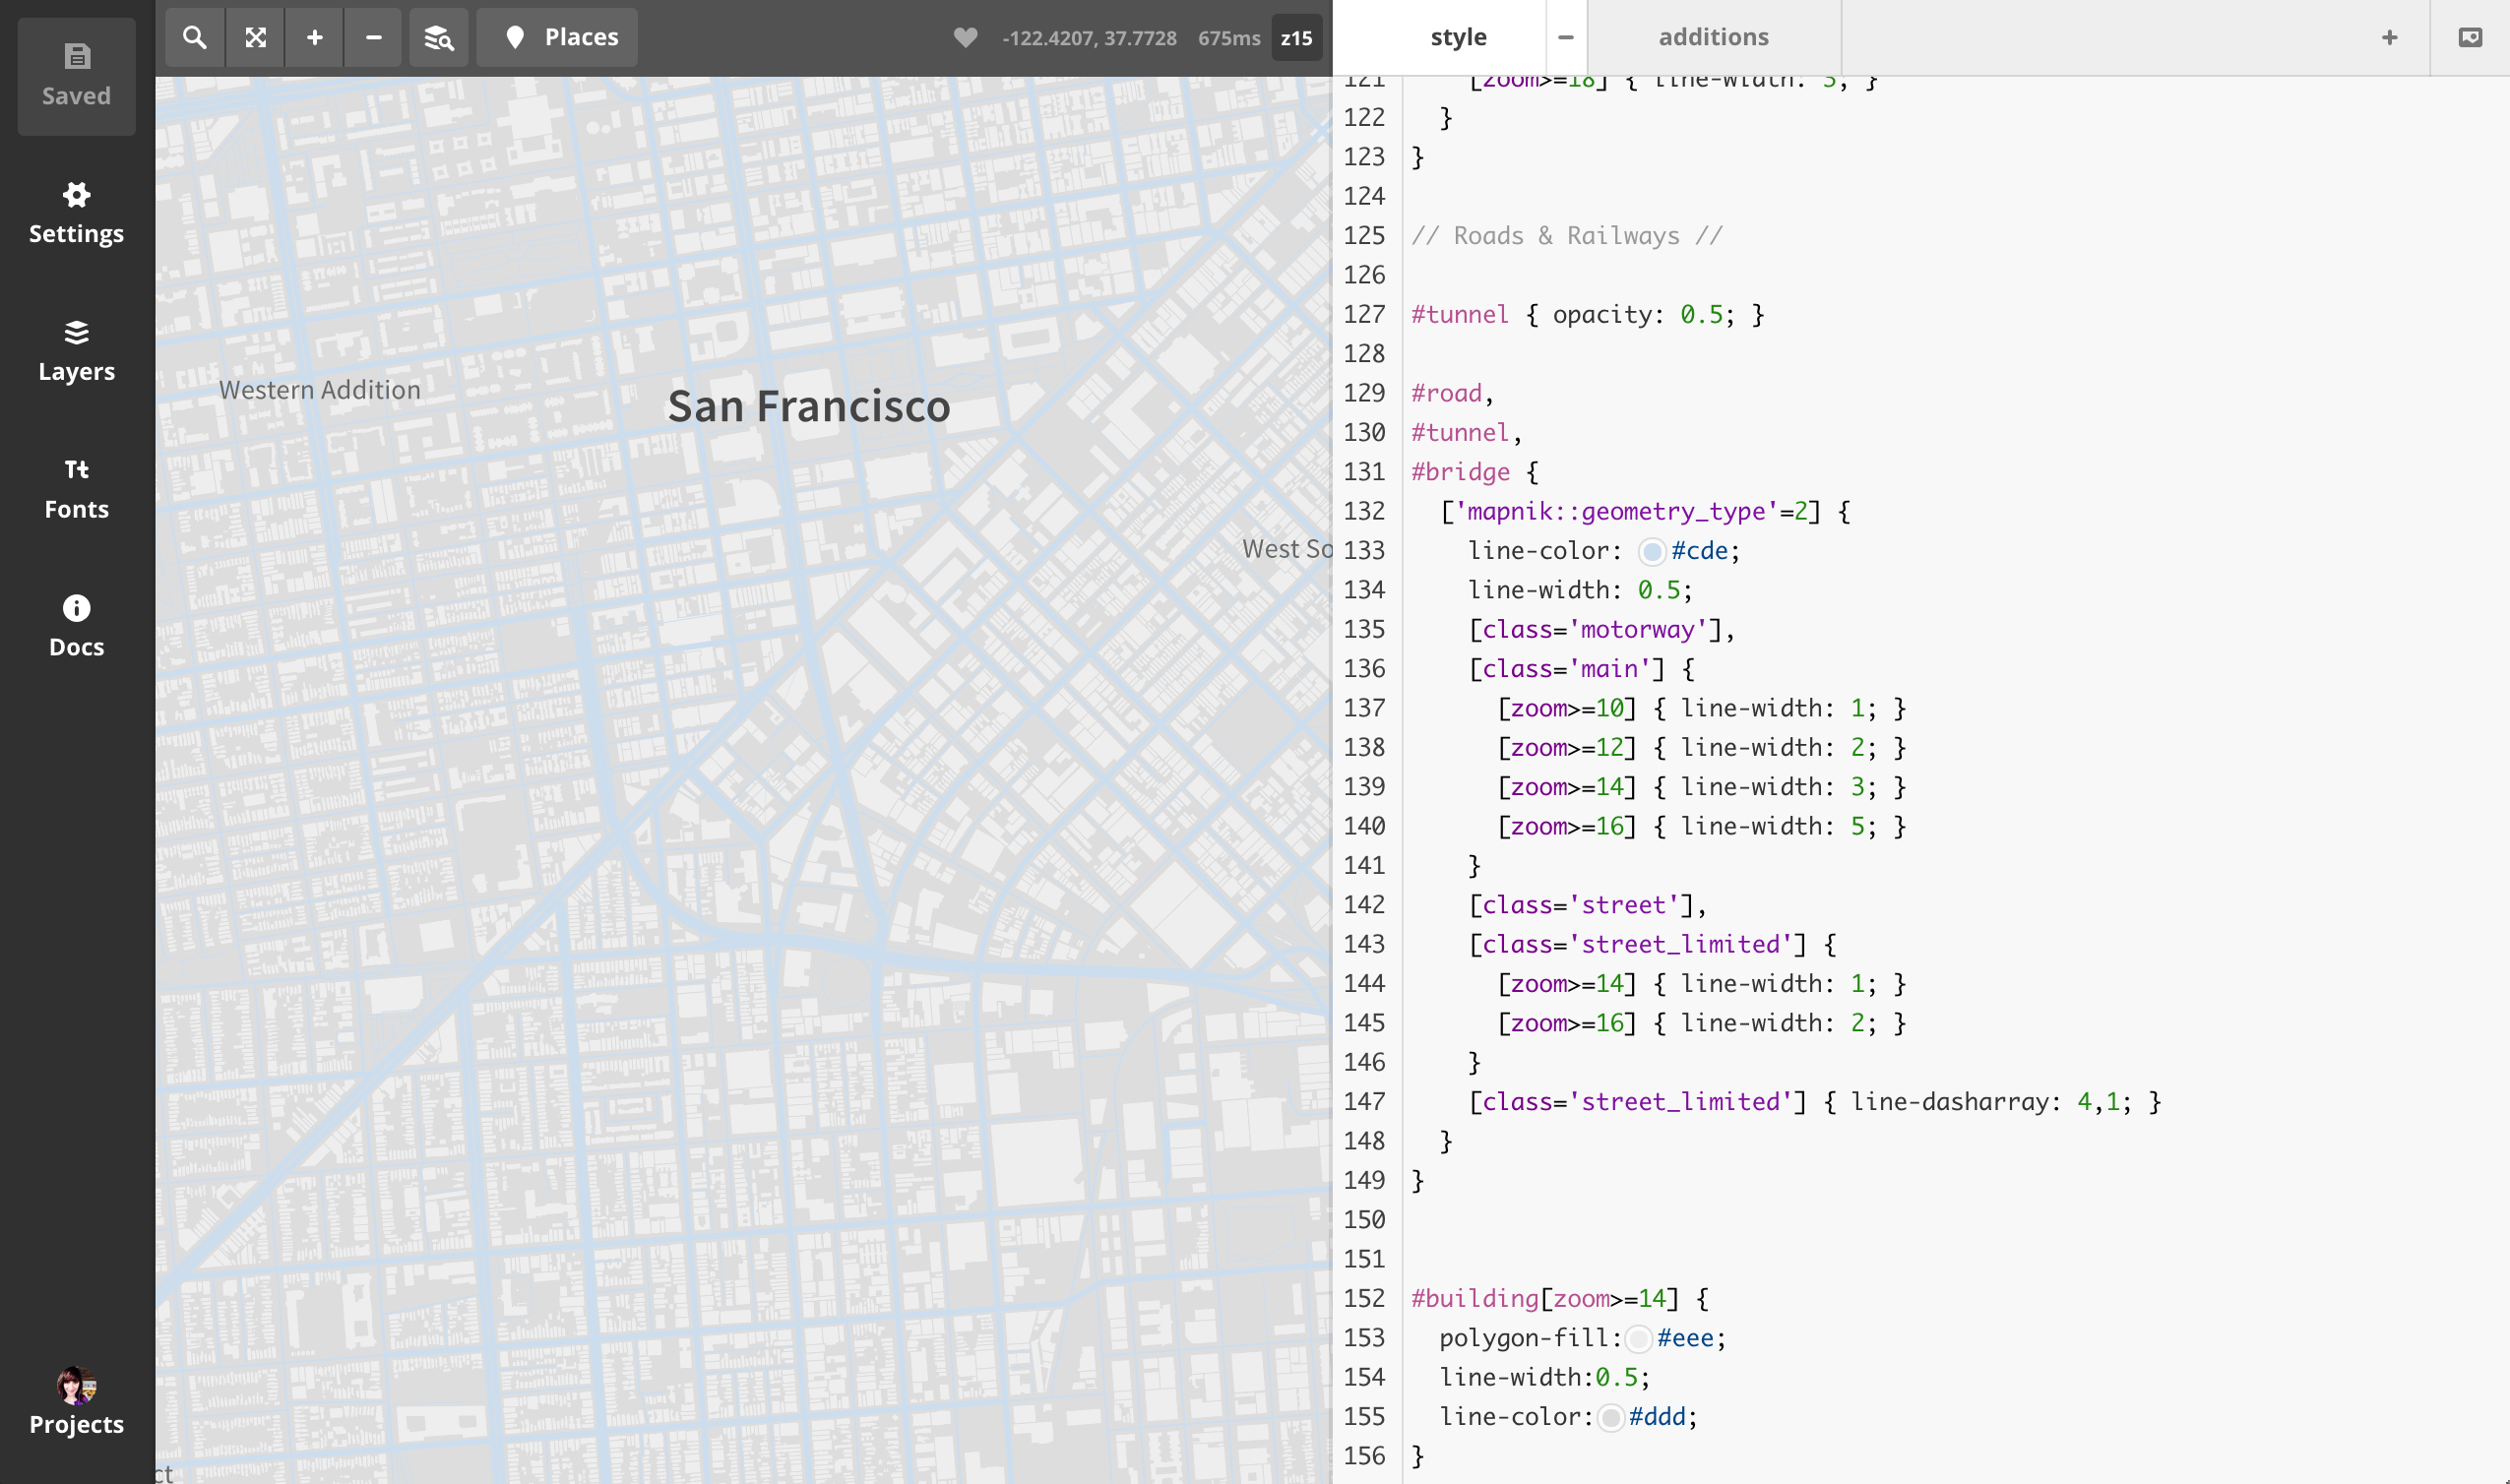 Saved
Settings
Layers
Tt
Fonts
Docs
Projects
Places
-122.4207, 37.7728 675ms z15
Western Addition
San Francisco
West So
ct
style
additions
121 [zoom>=18] { line-width: 3; }
122 }
123 }
124
125 // Roads & Railways //
126
127 #tunnel { opacity: 0.5; }
128
129 #road,
130 #tunnel,
131 #bridge {
132 ['mapnik::geometry_type'=2] {
133 line-color: #cde;
134 line-width: 0.5;
135 [class='motorway'],
136 [class='main'] {
137 [zoom>=10] { line-width: 1; }
138 [zoom>=12] { line-width: 2; }
139 [zoom>=14] { line-width: 3; }
140 [zoom>=16] { line-width: 5; }
141 }
142 [class='street'],
143 [class='street_limited'] {
144 [zoom>=14] { line-width: 1; }
145 [zoom>=16] { line-width: 2; }
146 }
147 [class='street_limited'] { line-dasharray: 4,1; }
148 }
149 }
150
151
152 #building[zoom>=14] {
153 polygon-fill:#eee;
154 line-width:0.5;
155 line-color:#ddd;
156 }